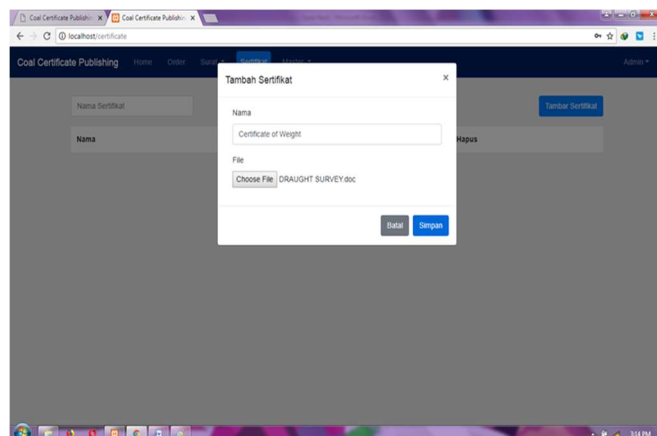 Coal Certificate Publishin
Coal Certificate Publishin
localhost/certificate
Coal Certificate Publishing Home Order Surat Sertifikat Master Admin
Tambah Sertifikat ×
Nama Sertifikat
Tambar Sertifikat
Nama
Hapus
Nama
Certificate of Weight
File
Choose File DRAUGHT SURVEY.doc
Batal Simpan
3:14 PM